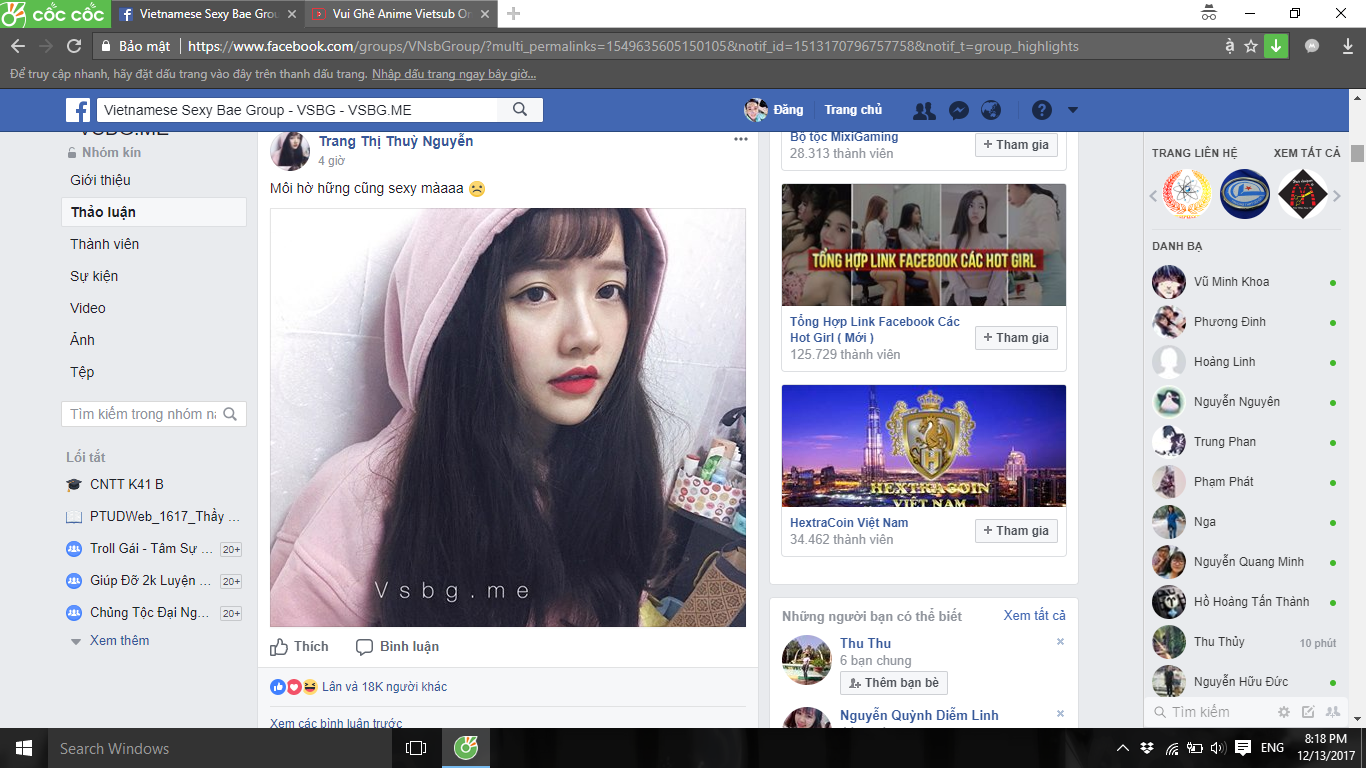 cốc cốc
Vietnamese Sexy Bae Grou
Vui Ghê Anime Vietsub On
Bảo mật
https://www.facebook.com/groups/VNsbGroup/?multi_permalinks=1549635605150105&notif_id=1513170796757758&notif_t=group_highlights
Để truy cập nhanh, hãy đặt dấu trang vào đây trên thanh dấu trang. Nhập dấu trang ngay bây giờ...
Vietnamese Sexy Bae Group - VSBG - VSBG.ME
Đăng
Trang chủ
VSBG.ME
Nhóm kín
Giới thiệu
Thảo luận
Thành viên
Sự kiện
Video
Ảnh
Tệp
Tìm kiếm trong nhóm nà
Lối tắt
CNTT K41 B
PTUDWeb_1617_Thầy ...
Troll Gái - Tâm Sự ... 20+
Giúp Đỡ 2k Luyện ... 20+
Chủng Tộc Đại Ng... 20+
Xem thêm
Trang Thị Thuỳ Nguyễn
4 giờ
Môi hờ hững cũng sexy màaaa
Vsbg.me
Thích
Bình luận
Lân và 18K người khác
Xem các bình luận trước
Bộ tộc MixiGaming
28.313 thành viên
+ Tham gia
TỔNG HỢP LINK FACEBOOK CÁC HOT GIRL
Tổng Hợp Link Facebook Các
Hot Girl ( Mới )
125.729 thành viên
+ Tham gia
H
HEXTRACOIN
VIỆT NAM
HextraCoin Việt Nam
34.462 thành viên
+ Tham gia
Những người bạn có thể biết
Xem tất cả
Thu Thu
6 bạn chung
Thêm bạn bè
Nguyễn Quỳnh Diễm Linh
TRANG LIÊN HỆ
XEM TẤT CẢ
DANH BẠ
Vũ Minh Khoa
Phương Đinh
Hoàng Linh
Nguyễn Nguyên
Trung Phan
Phạm Phát
Nga
Nguyễn Quang Minh
Hồ Hoàng Tấn Thành
Thu Thủy 10 phút
Nguyễn Hữu Đức
Tìm kiếm
Search Windows
ENG
8:18 PM
12/13/2017